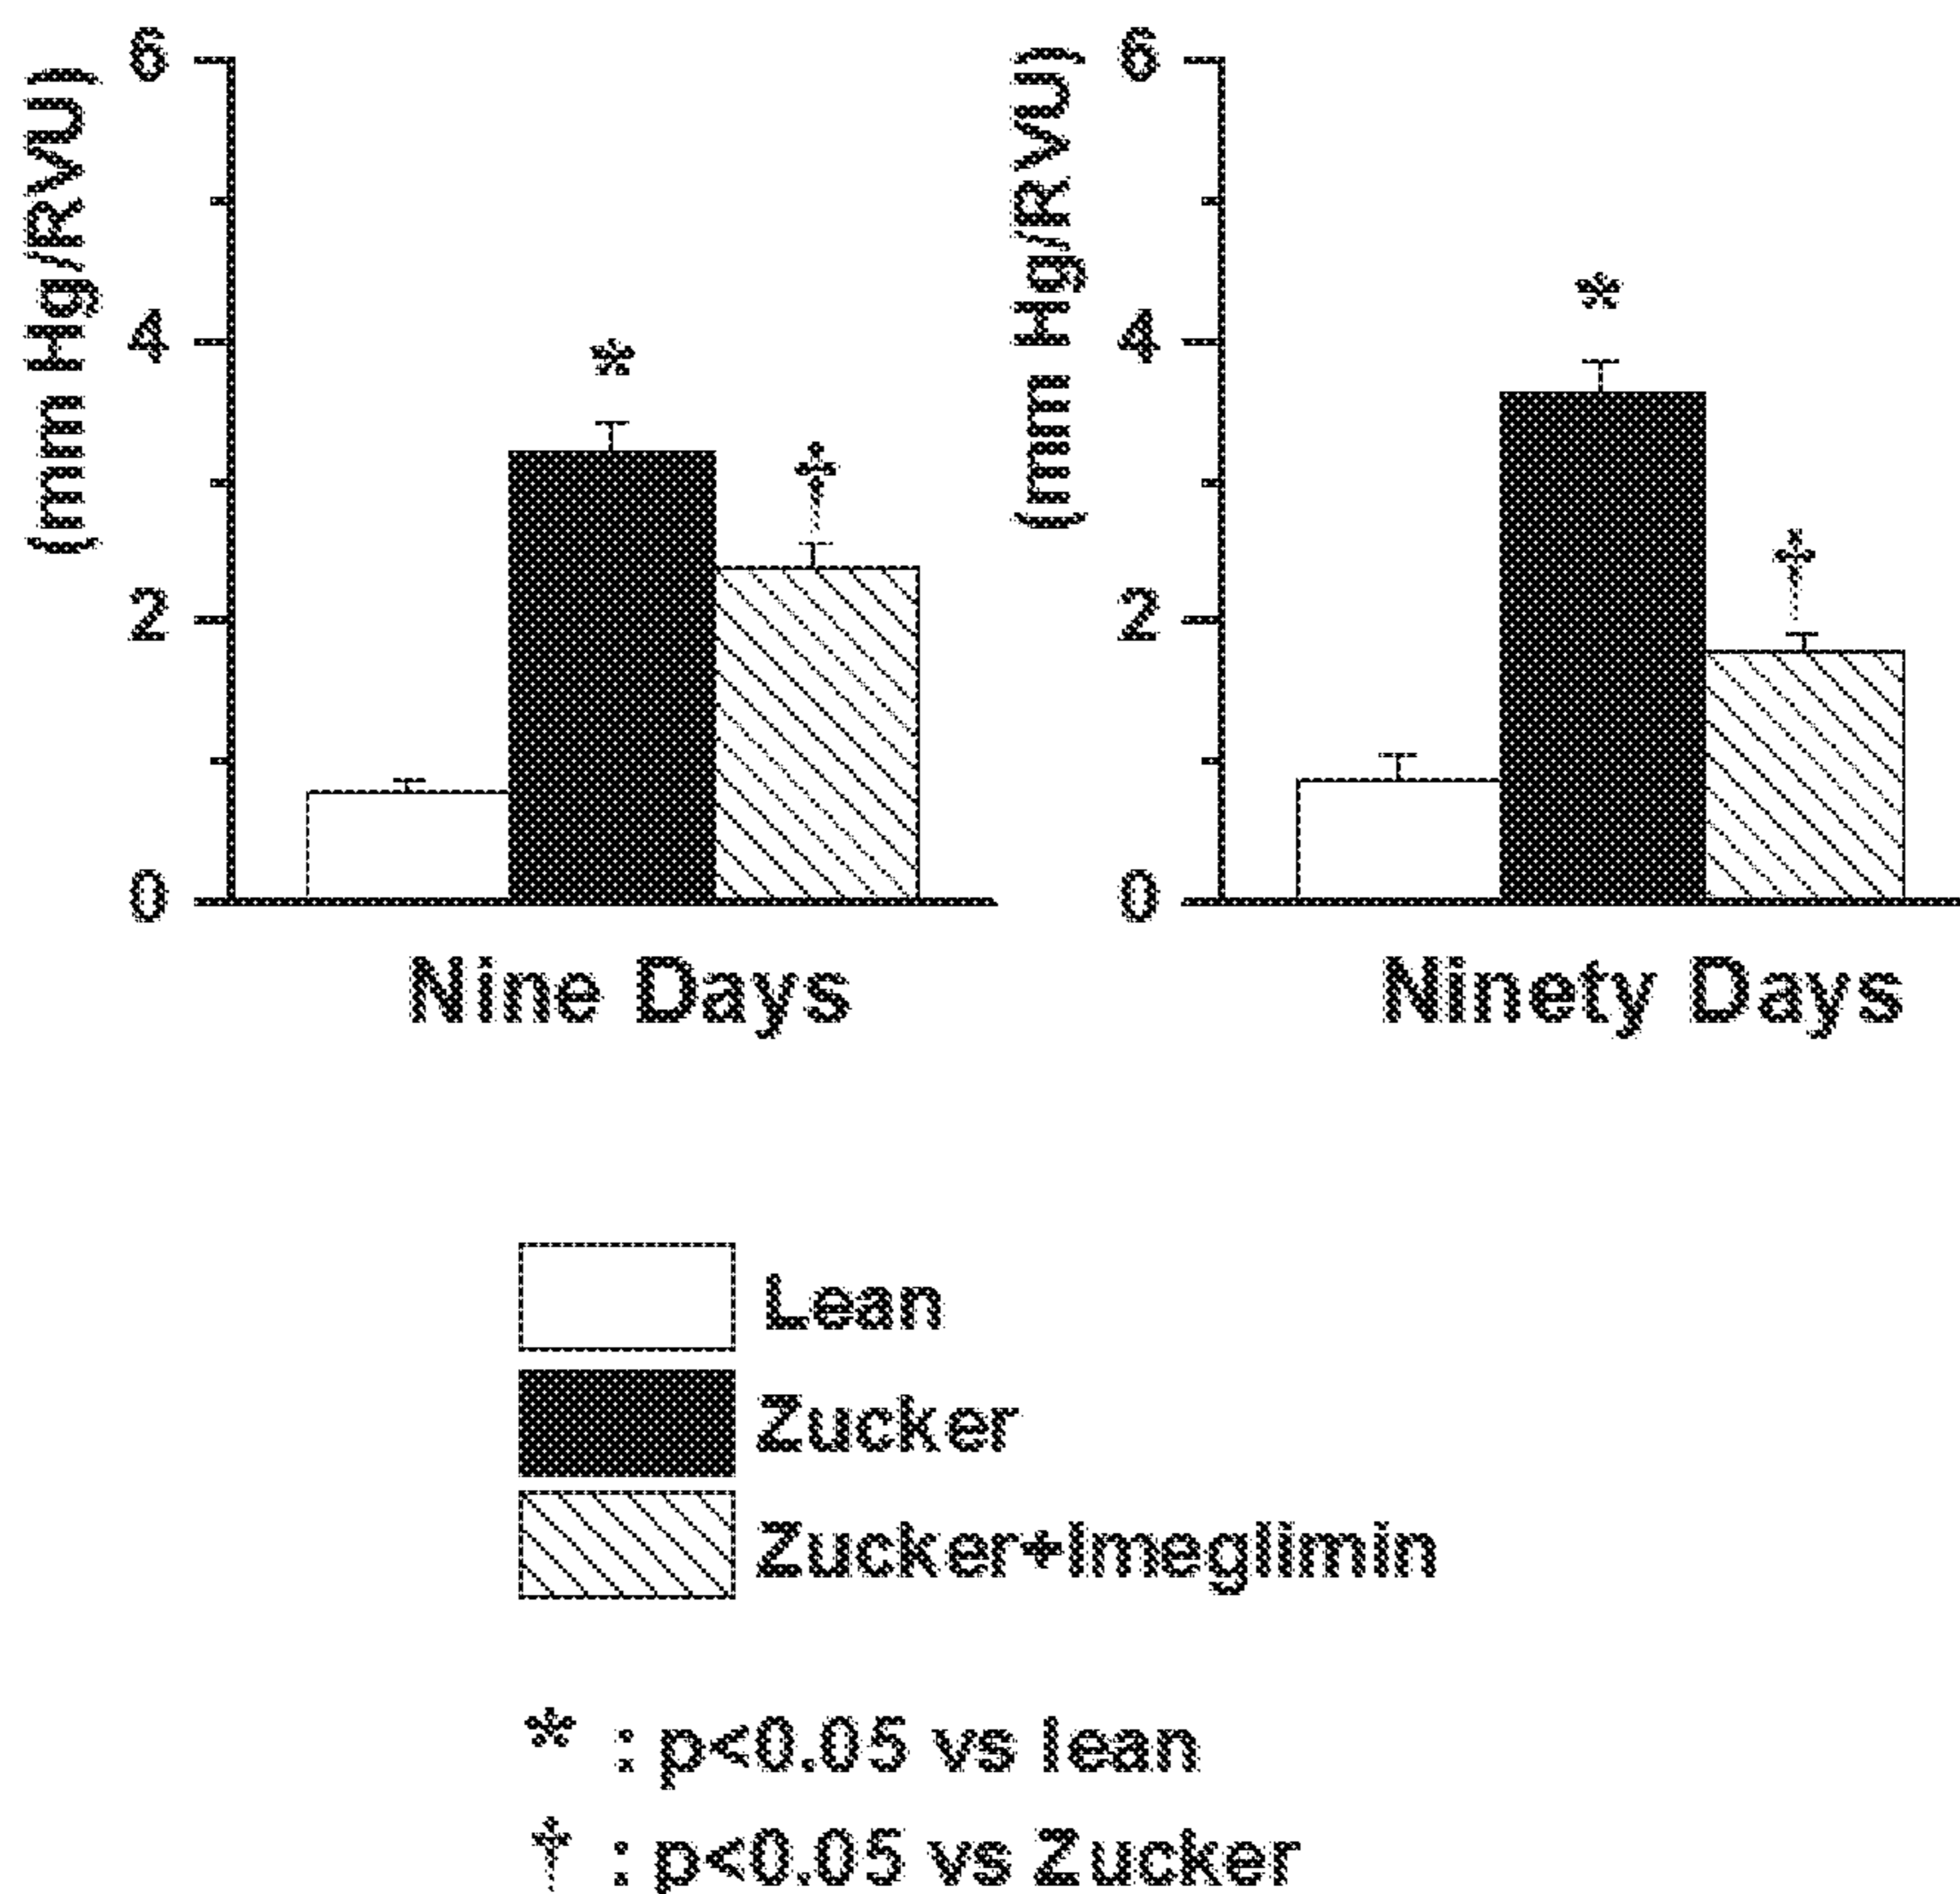 (mm Hg/RVU)
6
4
2
0
*
†
Nine Days
(mm Hg/RVU)
6
4
2
0
*
†
Ninety Days
Lean
Zucker
Zucker+Imeglimin
* : p<0.05 vs lean
† : p<0.05 vs Zucker